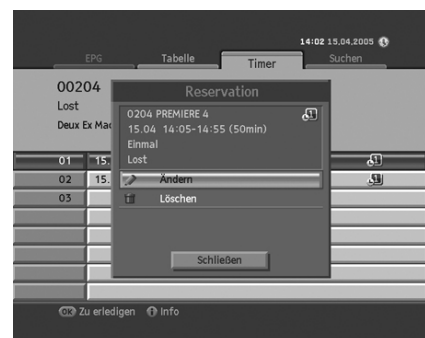 14:02 15.04.2005
EPG Tabelle Timer Suchen
00204
Lost
Deux Ex Mac
Reservation
0204 PREMIERE 4
15.04 14:05-14:55 (50min)
Einmal
Lost
01 15.
02 15.
03
Ändern
Löschen
Schließen
OK Zu erledigen i Info